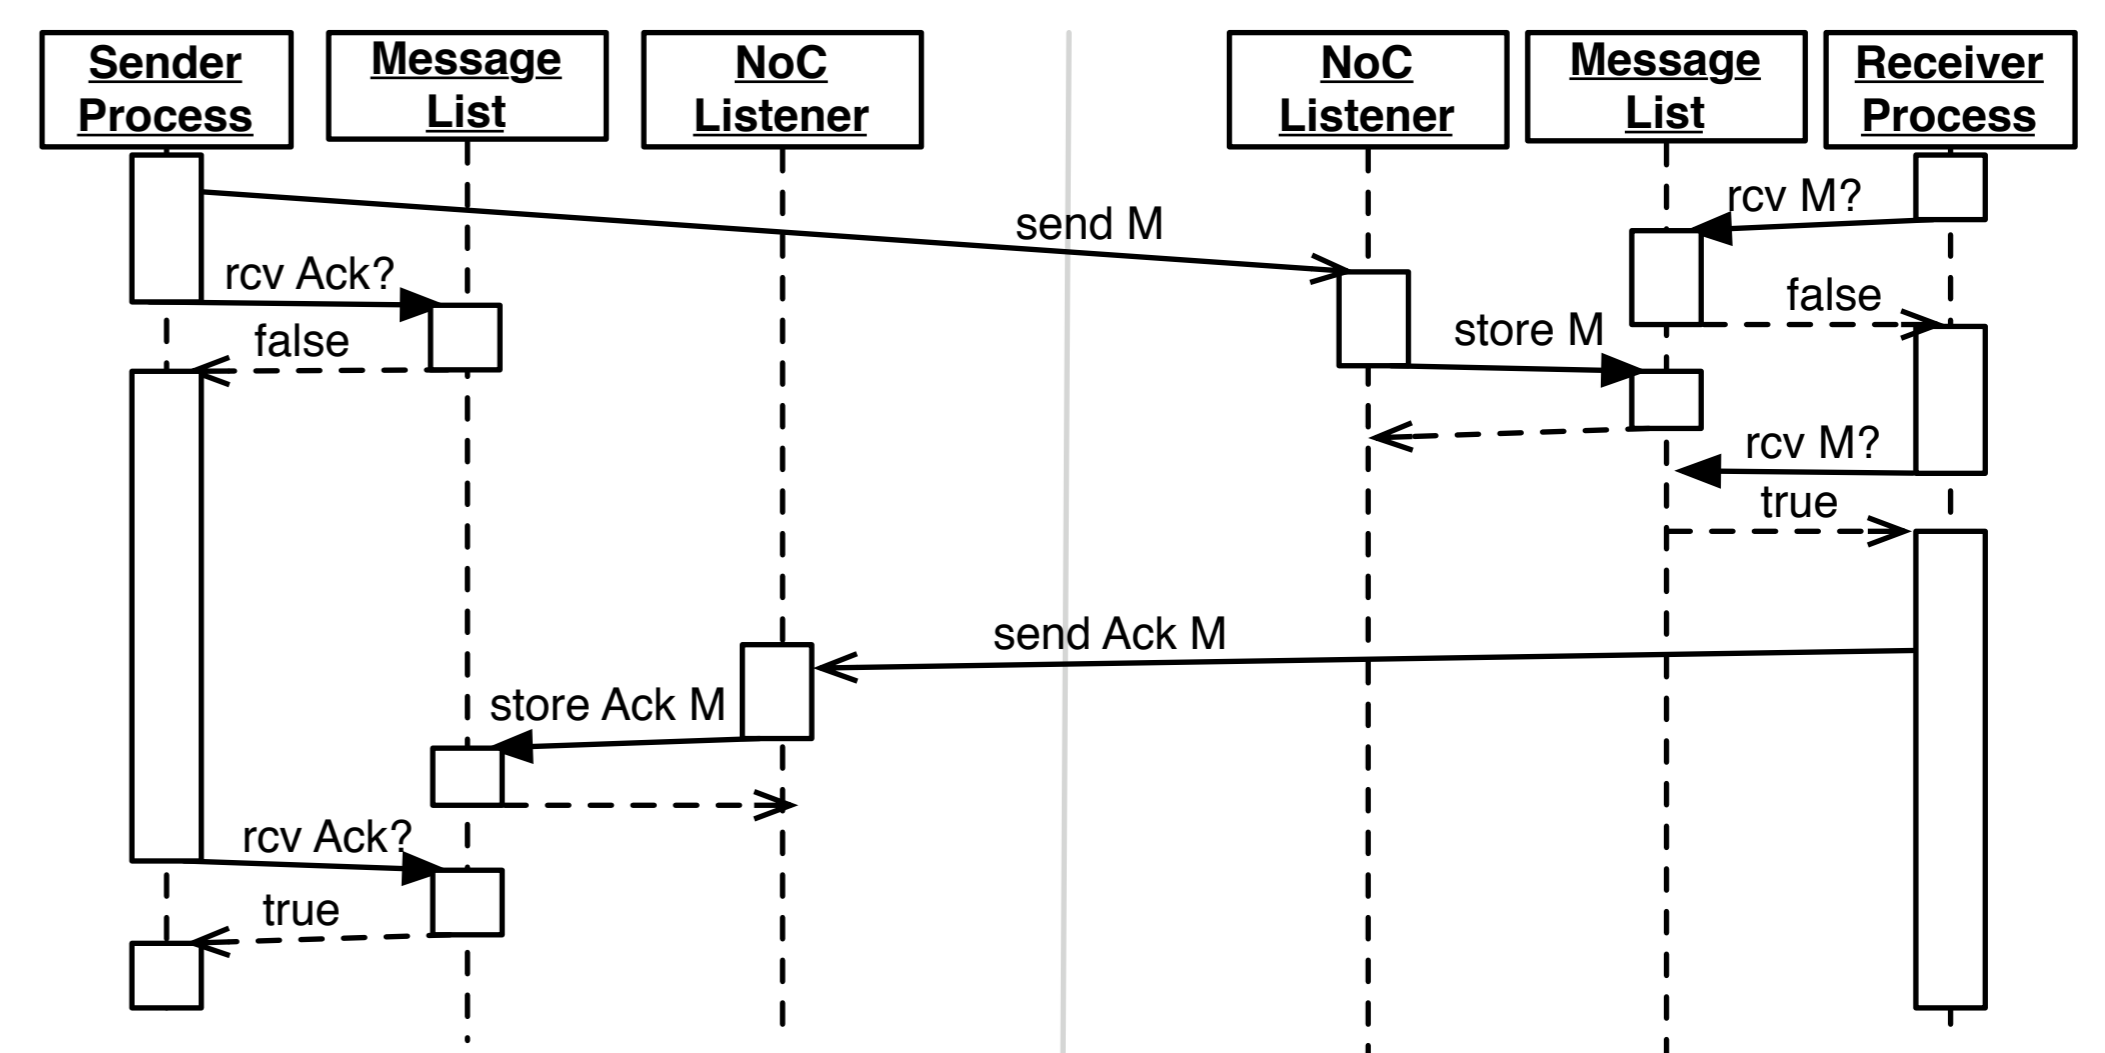 Sender
Process
Message
List
NoC
Listener
NoC
Listener
Message
List
Receiver
Process
rcv M?
send M
rcv Ack?
false
store M
false
rcv M?
true
send Ack M
store Ack M
rcv Ack?
true